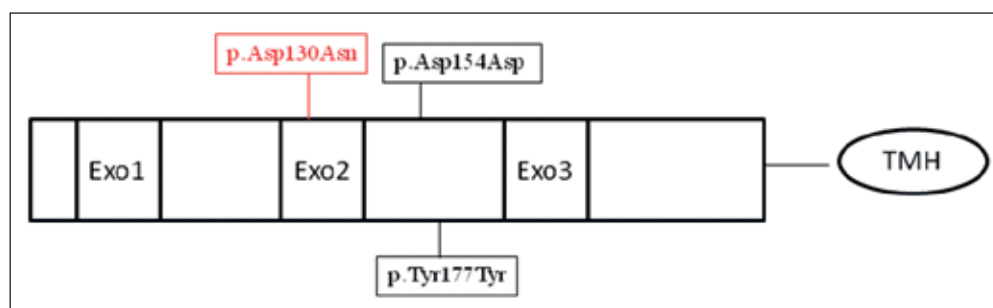 p.Asp130Asn
p.Asp154Asp
Exo1
Exo2
Exo3
TMH
p.Tyr177Tyr